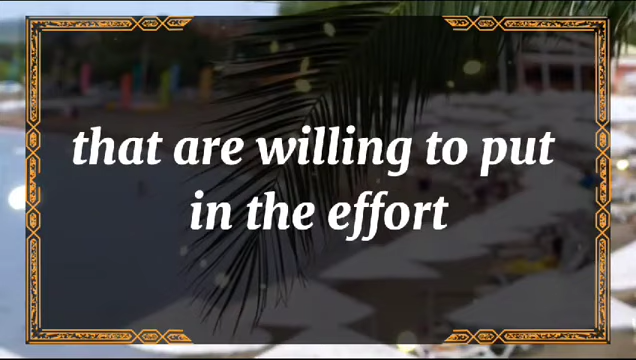 that are willing to put
in the effort